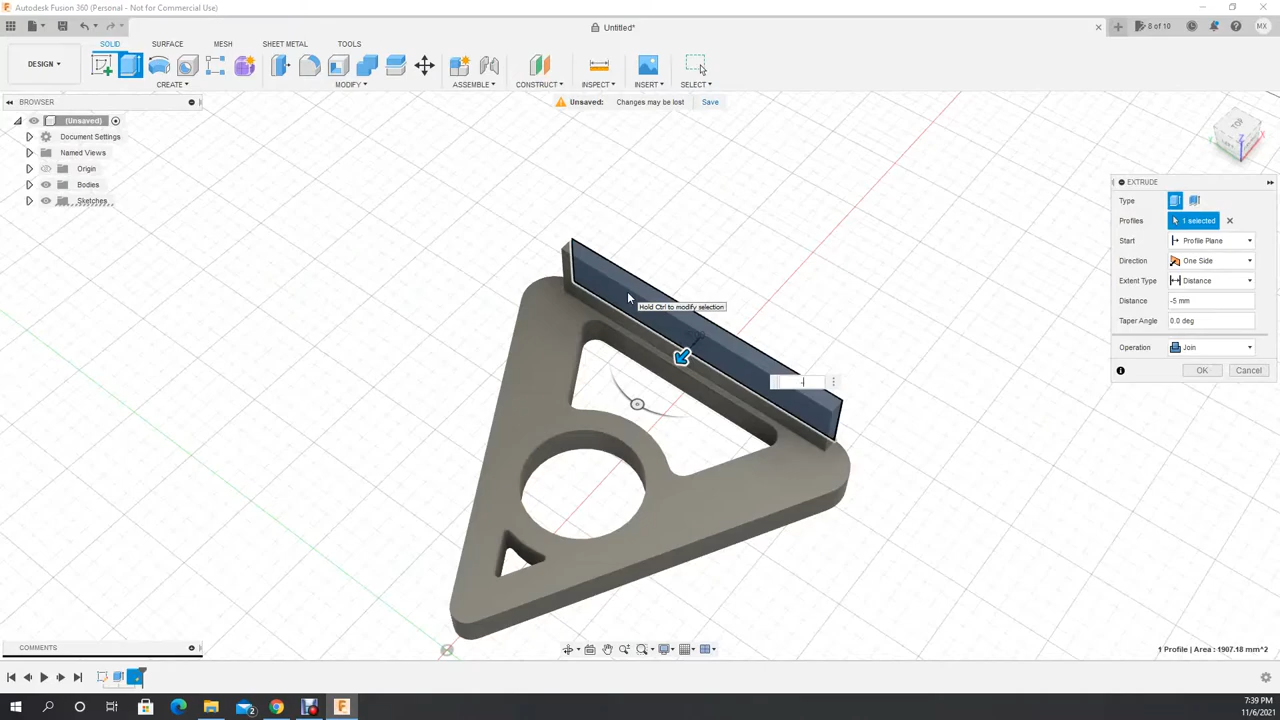 Autodesk Fusion 360 (Personal - Not for Commercial Use)
Untitled*
8 of 10
MX
DESIGN
SOLID
SURFACE
MESH
SHEET METAL
TOOLS
CREATE
MODIFY
ASSEMBLE
CONSTRUCT
INSPECT
INSERT
SELECT
BROWSER
Unsaved:
Changes may be lost
Save
(Unsaved)
Document Settings
Named Views
Origin
Bodies
Sketches
EXTRUDE
Type
Profiles
1 selected
Start
Profile Plane
Direction
One Side
Extent Type
Distance
Distance
-5 mm
Taper Angle
0.0 deg
Operation
Join
OK
Cancel
Hold Ctrl to modify selection
-
COMMENTS
1 Profile | Area : 1907.18 mm^2
7:39 PM
11/6/2021